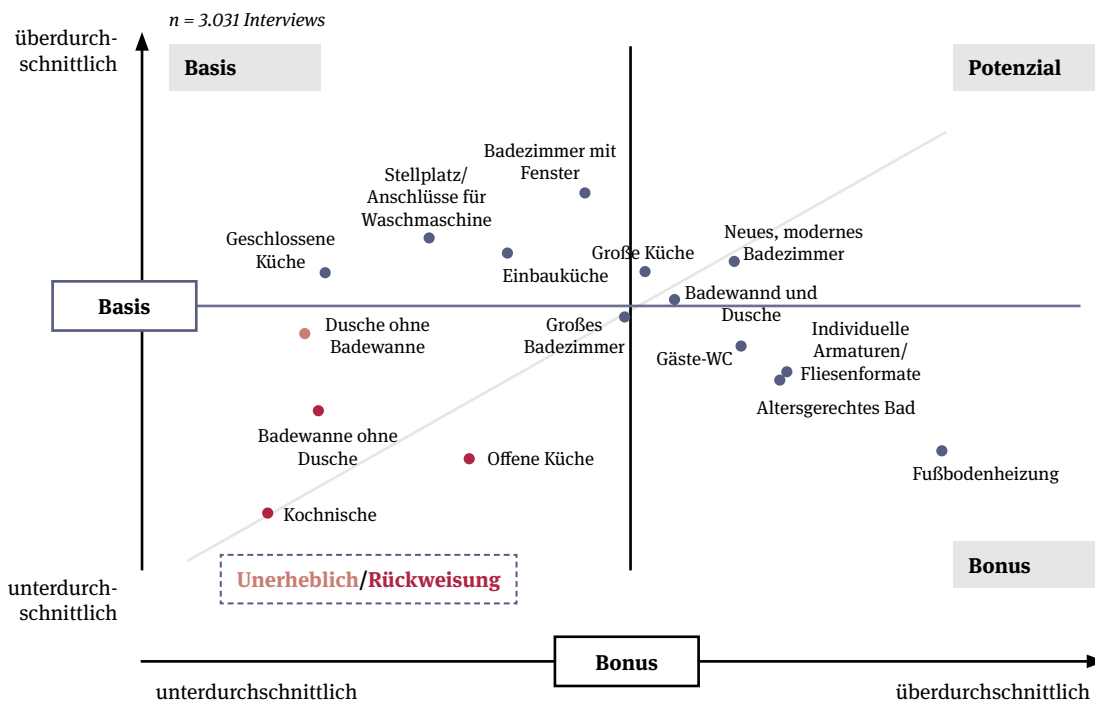 n = 3.031 Interviews
überdurch-
schnittlich
Basis
Potenzial
Badezimmer mit
Fenster
Stellplatz/
Anschlüsse für
Waschmaschine
Geschlossene
Küche
Einbauküche
Große Küche
Neues, modernes
Badezimmer
Basis
Badewannd und
Dusche
Dusche ohne
Badewanne
Großes
Badezimmer
Gäste-WC
Individuelle
Armaturen/
Fliesenformate
Altersgerechtes Bad
Badewanne ohne
Dusche
Offene Küche
Fußbodenheizung
Kochnische
Unerheblich/Rückweisung
Bonus
unterdurch-
schnittlich
Bonus
unterdurchschnittlich
überdurchschnittlich